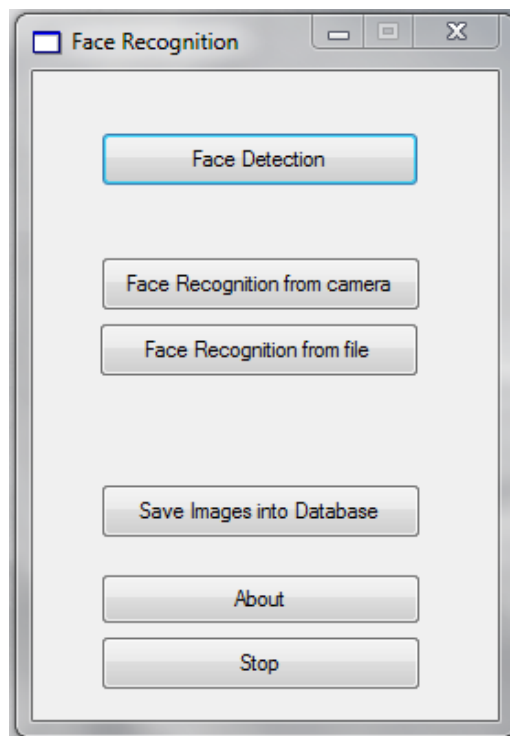 Face Recognition
Face Detection
Face Recognition from camera
Face Recognition from file
Save Images into Database
About
Stop